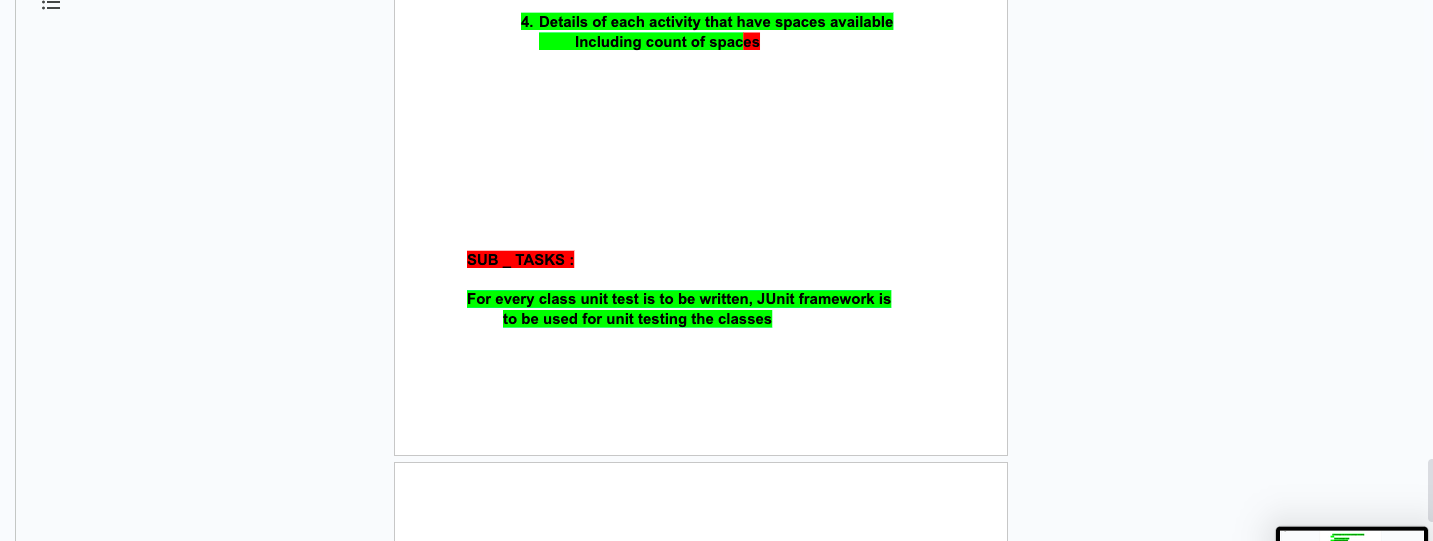 4. Details of each activity that have spaces available
Including count of spaces
SUB _ TASKS :
For every class unit test is to be written, JUnit framework is
to be used for unit testing the classes